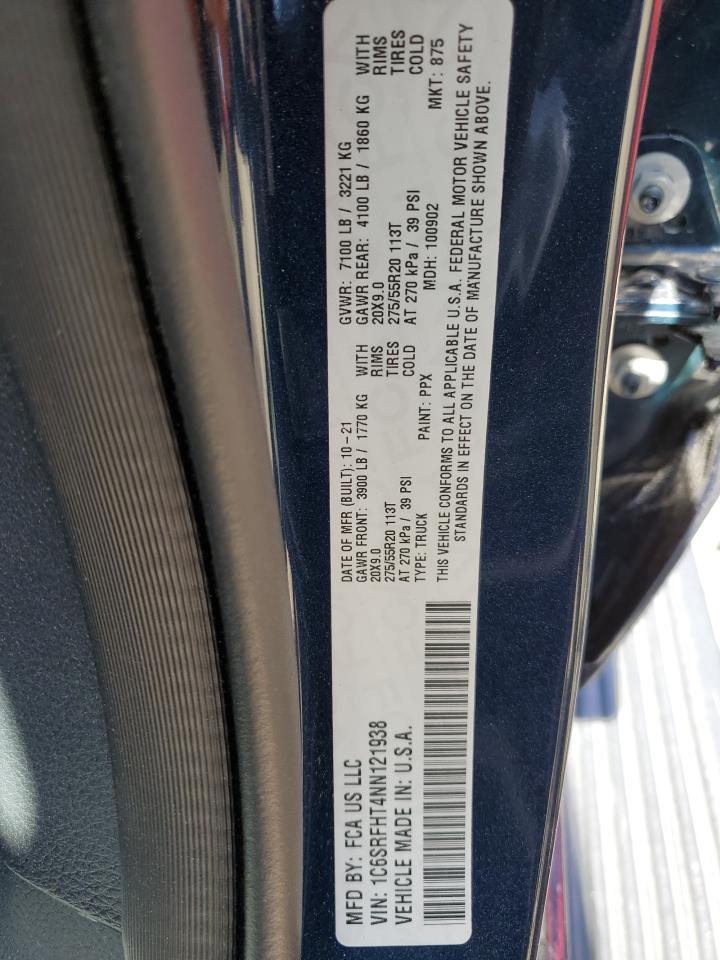 MFD BY: FCA US LLC
VIN: 1C6SRFHT4NN121938
VEHICLE MADE IN: U.S.A.
DATE OF MFR (BUILT): 10-21 GVWR: 7100 LB / 3221 KG
GAWR FRONT: 3900 LB / 1770 KG WITH GAWR REAR: 4100 LB / 1860 KG WITH
20X9.0 RIMS 20X9.0 RIMS
275/55R20 113T TIRES 275/55R20 113T TIRES
AT 270 kPa / 39 PSI COLD AT 270 kPa / 39 PSI COLD
TYPE: TRUCK PAINT: PPX MDH: 100902 MKT: 875
THIS VEHICLE CONFORMS TO ALL APPLICABLE U.S.A. FEDERAL MOTOR VEHICLE SAFETY
STANDARDS IN EFFECT ON THE DATE OF MANUFACTURE SHOWN ABOVE.